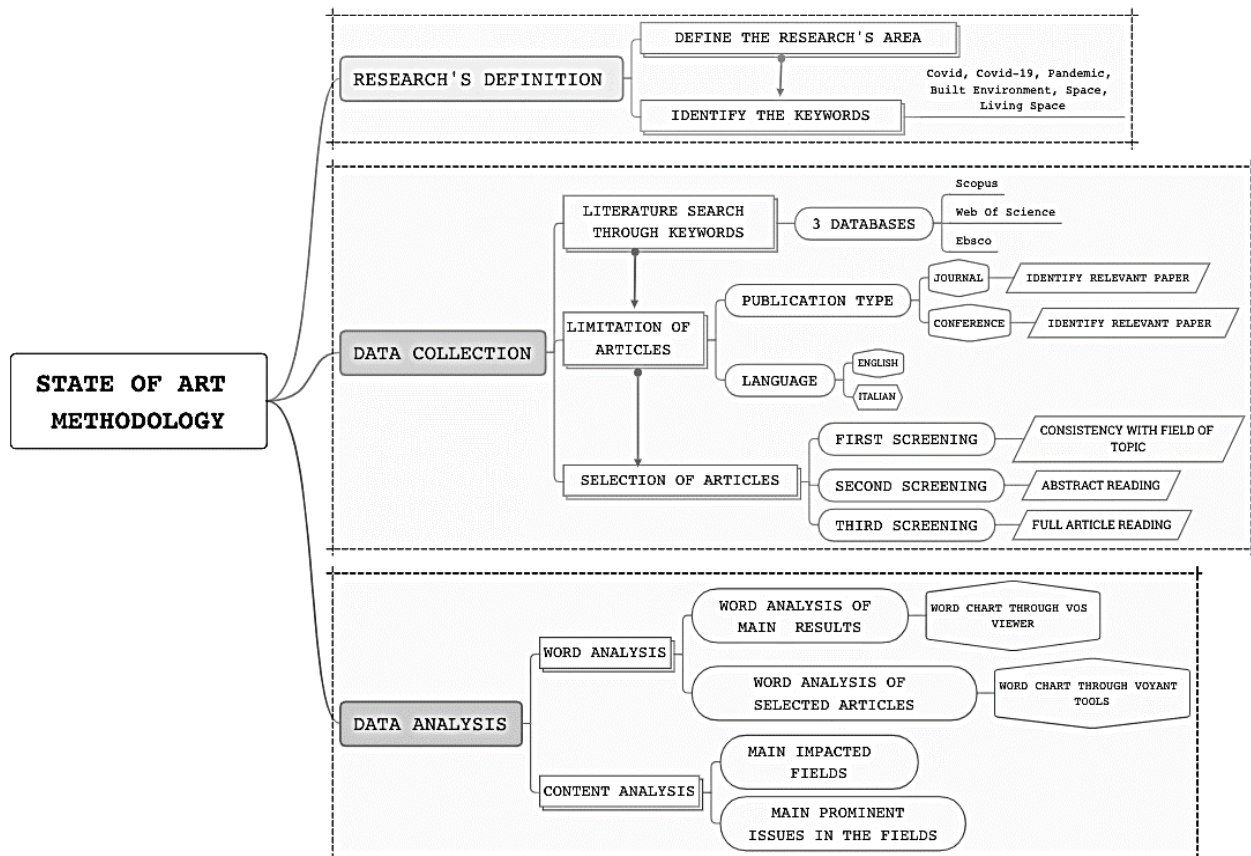 STATE OF ART
METHODOLOGY
RESEARCH'S DEFINITION
DEFINE THE RESEARCH'S AREA
IDENTIFY THE KEYWORDS
Covid, Covid-19, Pandemic,
Built Environment, Space,
Living Space
DATA COLLECTION
LITERATURE SEARCH
THROUGH KEYWORDS
3 DATABASES
Scopus
Web Of Science
Ebsco
LIMITATION OF
ARTICLES
PUBLICATION TYPE
JOURNAL
IDENTIFY RELEVANT PAPER
CONFERENCE
IDENTIFY RELEVANT PAPER
LANGUAGE
ENGLISH
ITALIAN
SELECTION OF ARTICLES
FIRST SCREENING
CONSISTENCY WITH FIELD OF
TOPIC
SECOND SCREENING
ABSTRACT READING
THIRD SCREENING
FULL ARTICLE READING
DATA ANALYSIS
WORD ANALYSIS
WORD ANALYSIS OF
MAIN RESULTS
WORD CHART THROUGH VOS
VIEWER
WORD ANALYSIS OF
SELECTED ARTICLES
WORD CHART THROUGH VOYANT
TOOLS
CONTENT ANALYSIS
MAIN IMPACTED
FIELDS
MAIN PROMINENT
ISSUES IN THE FIELDS